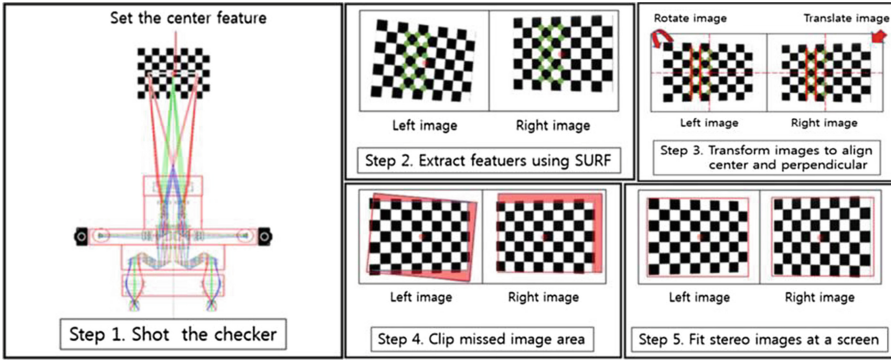 Set the center feature
Step 1. Shot the checker
Left image
Right image
Step 2. Extract featuers using SURF
Rotate image
Translate image
Left image
Right image
Step 3. Transform images to align
center and perpendicular
Left image
Right image
Step 4. Clip missed image area
Left image
Right image
Step 5. Fit stereo images at a screen